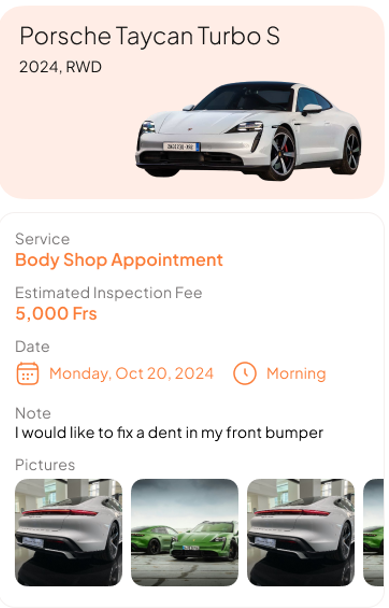 Porsche Taycan Turbo S
2024, RWD
Service
Body Shop Appointment
Estimated Inspection Fee
5,000 Frs
Date
Monday, Oct 20, 2024
Morning
Note
I would like to fix a dent in my front bumper
Pictures